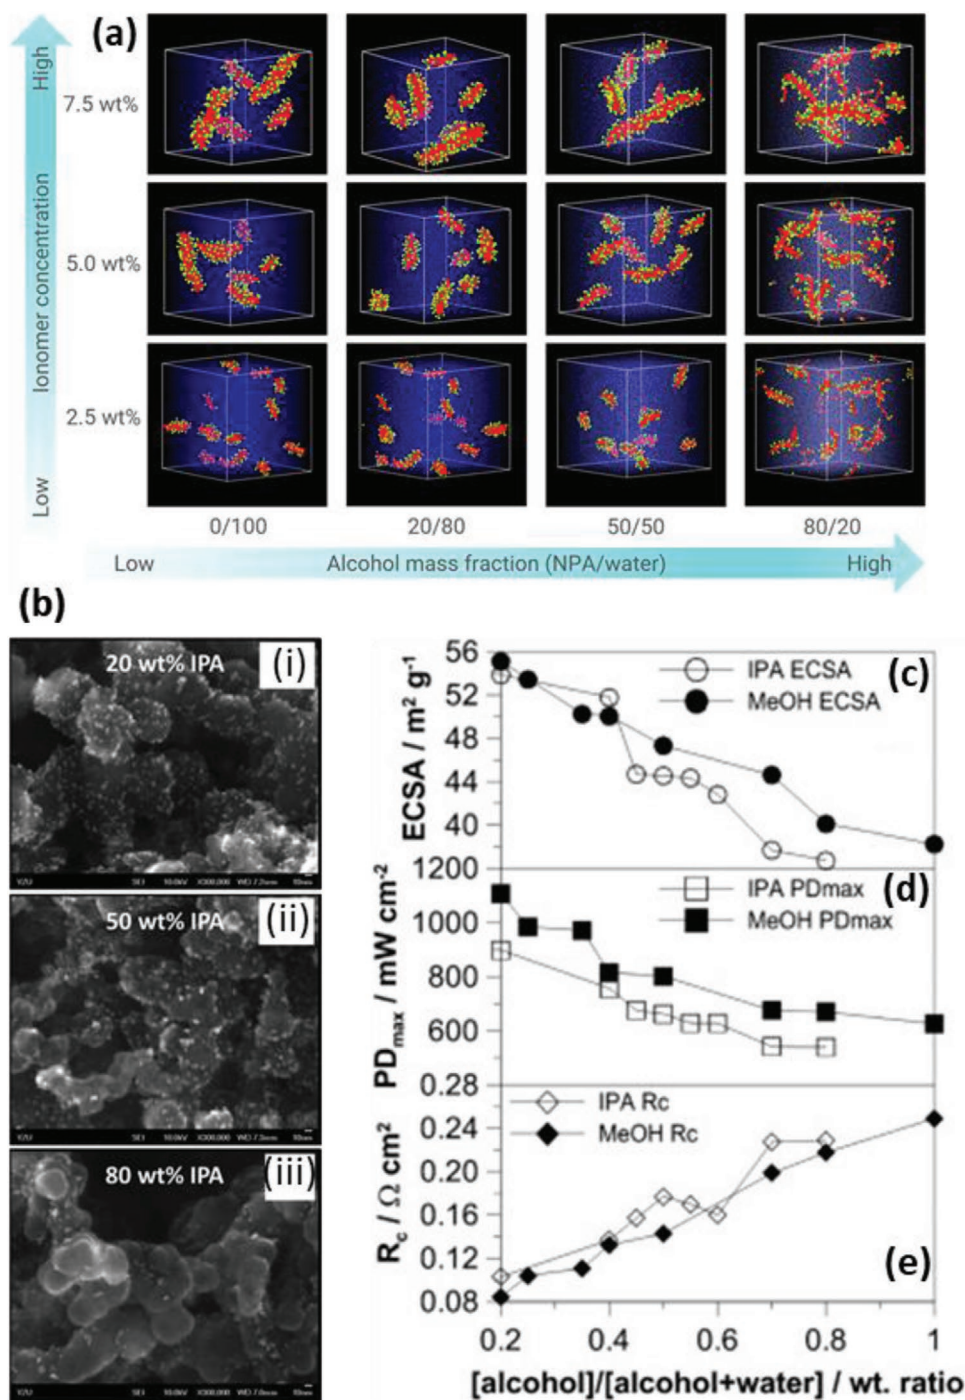 (a)
High
Ionomer concentration
Low
7.5 wt%
5.0 wt%
2.5 wt%
0/100
20/80
50/50
80/20
Low
Alcohol mass fraction (NPA/water)
High
(b)
20 wt% IPA
(i)
50 wt% IPA
(ii)
80 wt% IPA
(iii)
56
52
48
44
40
ECSA / m² g⁻¹
IPA ECSA
MeOH ECSA
(c)
1200
1000
800
600
PDmax / mW cm⁻²
IPA PDmax
MeOH PDmax
(d)
0.28
0.24
0.20
0.16
0.12
0.08
Rc / Ω cm²
IPA Rc
MeOH Rc
(e)
0.2
0.4
0.6
0.8
1
[alcohol]/[alcohol+water] / wt. ratio